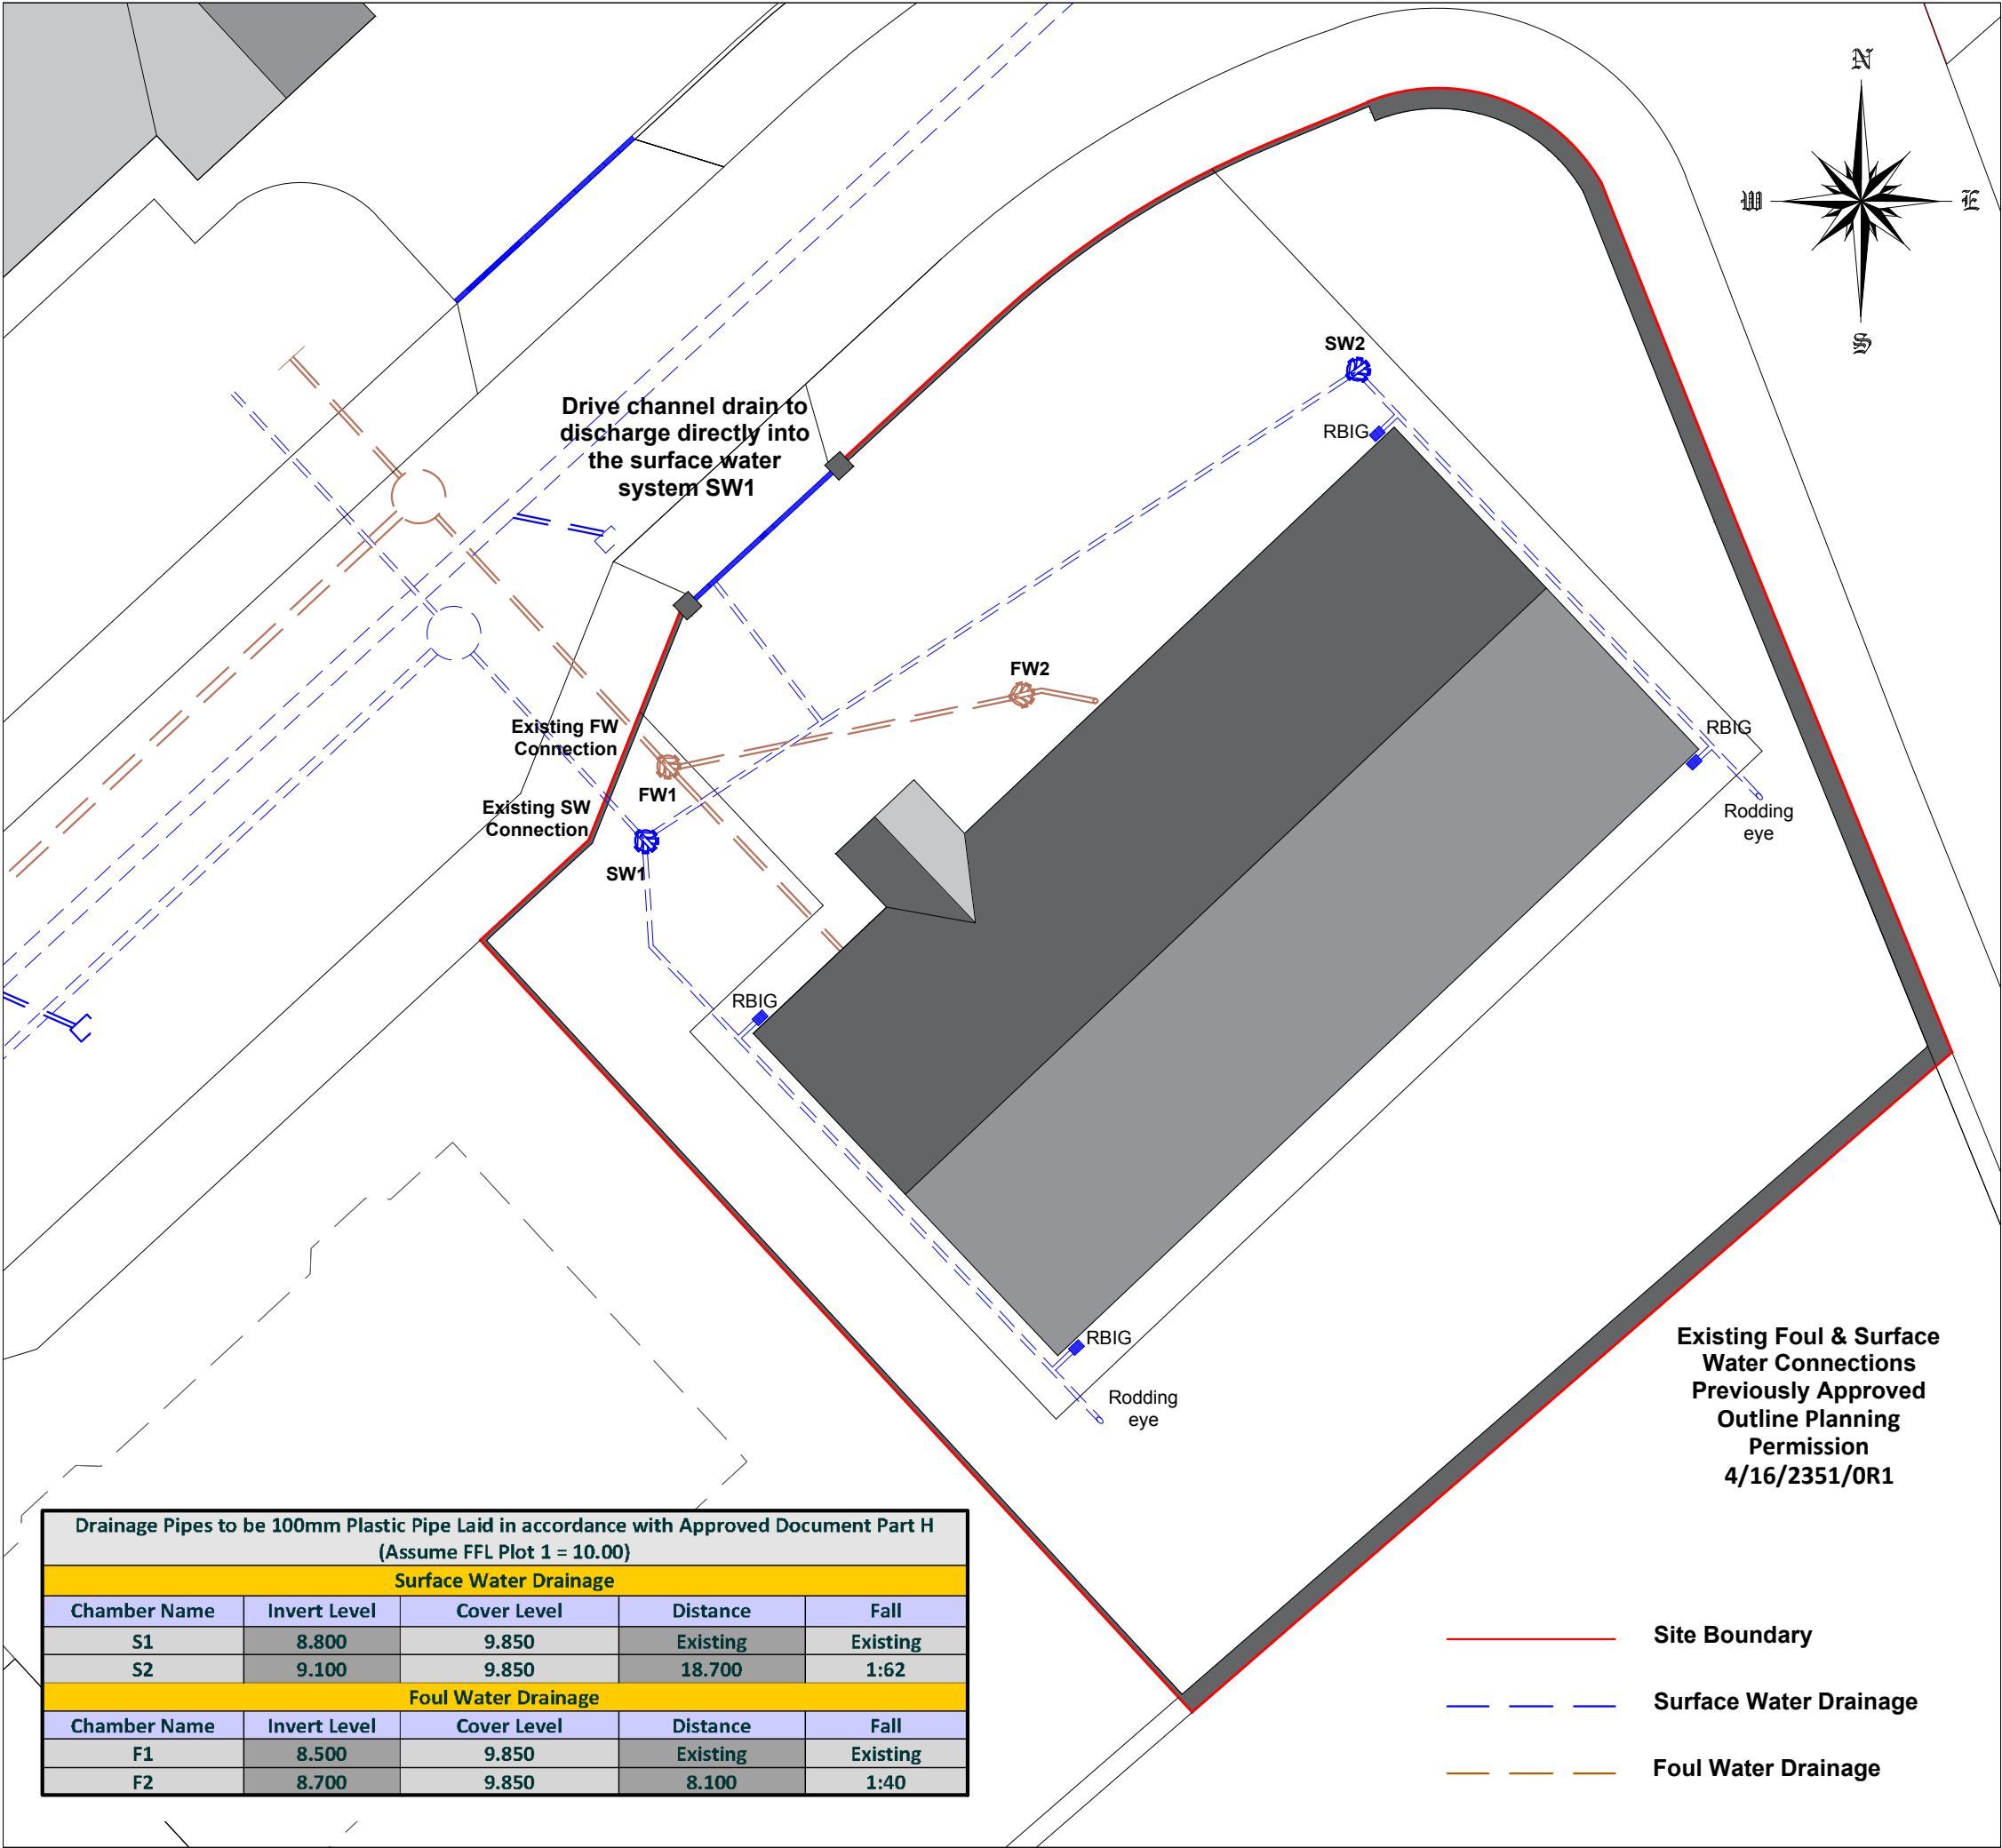 N
W
E
S
SW2
RBIG
Drive channel drain to
discharge directly into
the surface water
system SW1
FW2
Existing FW
Connection
FW1
Existing SW
Connection
SW1
RBIG
Rodding
eye
RBIG
RBIG
Rodding
eye
Existing Foul & Surface
Water Connections
Previously Approved
Outline Planning
Permission
4/16/2351/0R1
Drainage Pipes to be 100mm Plastic Pipe Laid in accordance with Approved Document Part H
(Assume FFL Plot 1 = 10.00)
Surface Water Drainage
Chamber Name Invert Level Cover Level Distance Fall
S1 8.800 9.850 Existing Existing
S2 9.100 9.850 18.700 1:62
Foul Water Drainage
Chamber Name Invert Level Cover Level Distance Fall
F1 8.500 9.850 Existing Existing
F2 8.700 9.850 8.100 1:40
Site Boundary
Surface Water Drainage
Foul Water Drainage